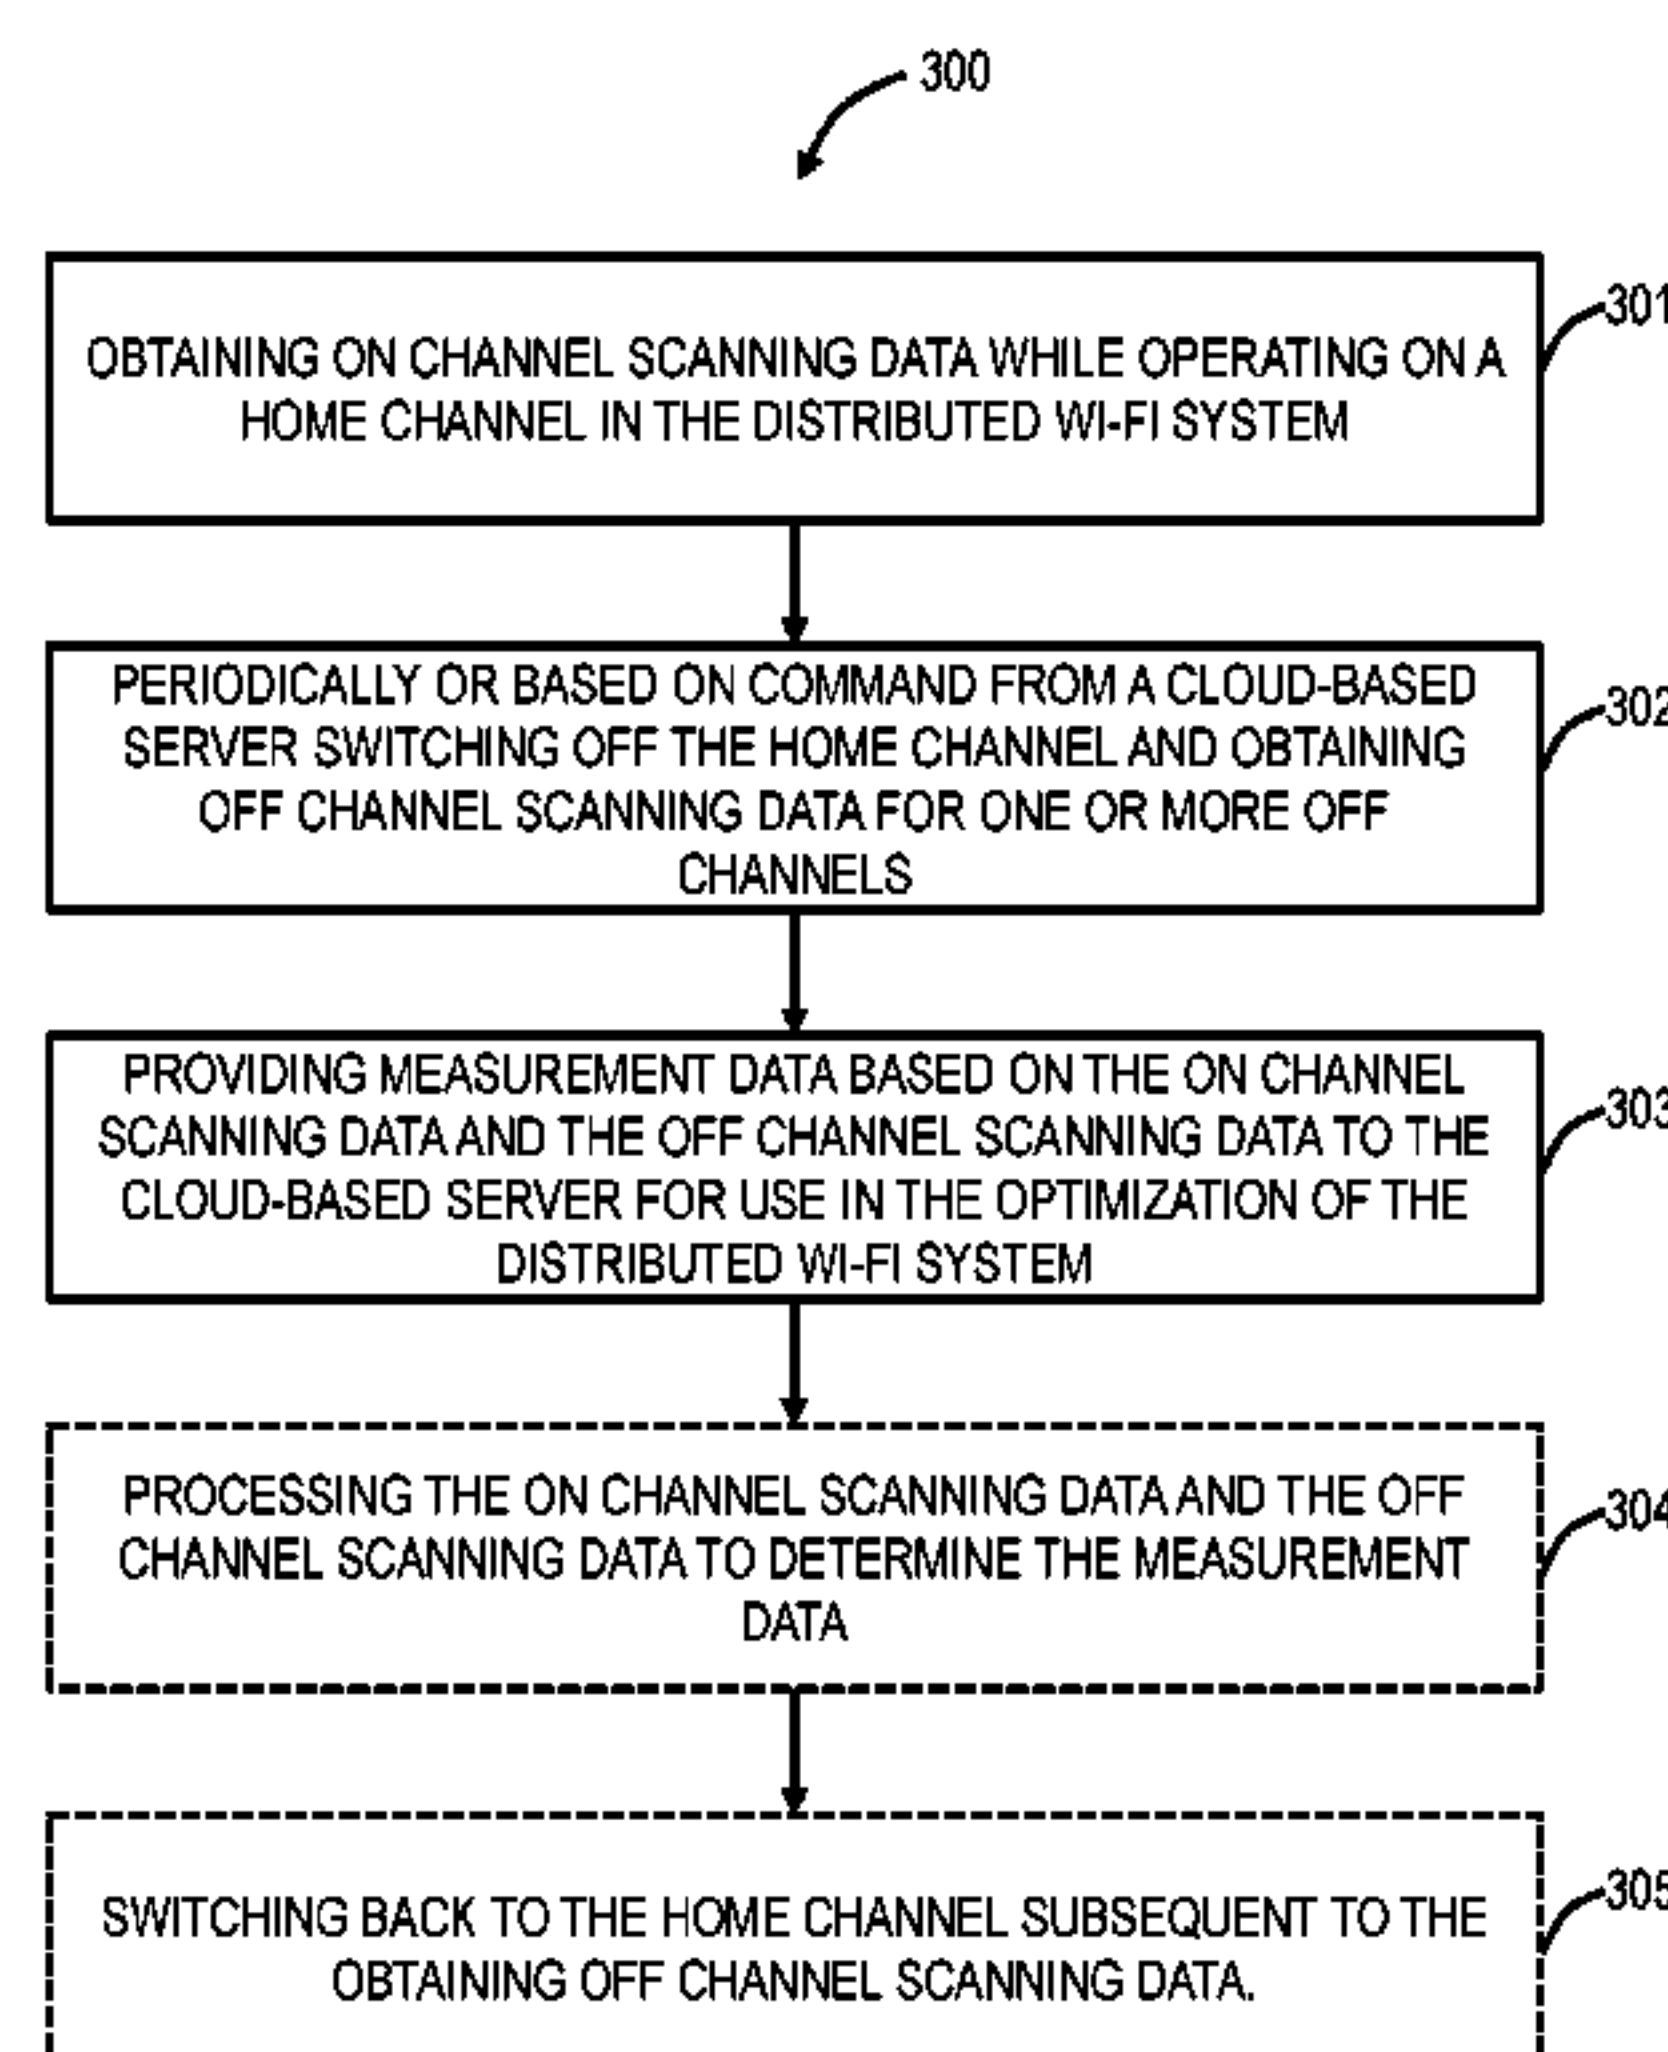 300
OBTAINING ON CHANNEL SCANNING DATA WHILE OPERATING ON A
HOME CHANNEL IN THE DISTRIBUTED WI-FI SYSTEM
301
PERIODICALLY OR BASED ON COMMAND FROM A CLOUD-BASED
SERVER SWITCHING OFF THE HOME CHANNEL AND OBTAINING
OFF CHANNEL SCANNING DATA FOR ONE OR MORE OFF
CHANNELS
302
PROVIDING MEASUREMENT DATA BASED ON THE ON CHANNEL
SCANNING DATA AND THE OFF CHANNEL SCANNING DATA TO THE
CLOUD-BASED SERVER FOR USE IN THE OPTIMIZATION OF THE
DISTRIBUTED WI-FI SYSTEM
303
PROCESSING THE ON CHANNEL SCANNING DATA AND THE OFF
CHANNEL SCANNING DATA TO DETERMINE THE MEASUREMENT
DATA
304
SWITCHING BACK TO THE HOME CHANNEL SUBSEQUENT TO THE
OBTAINING OFF CHANNEL SCANNING DATA.
305